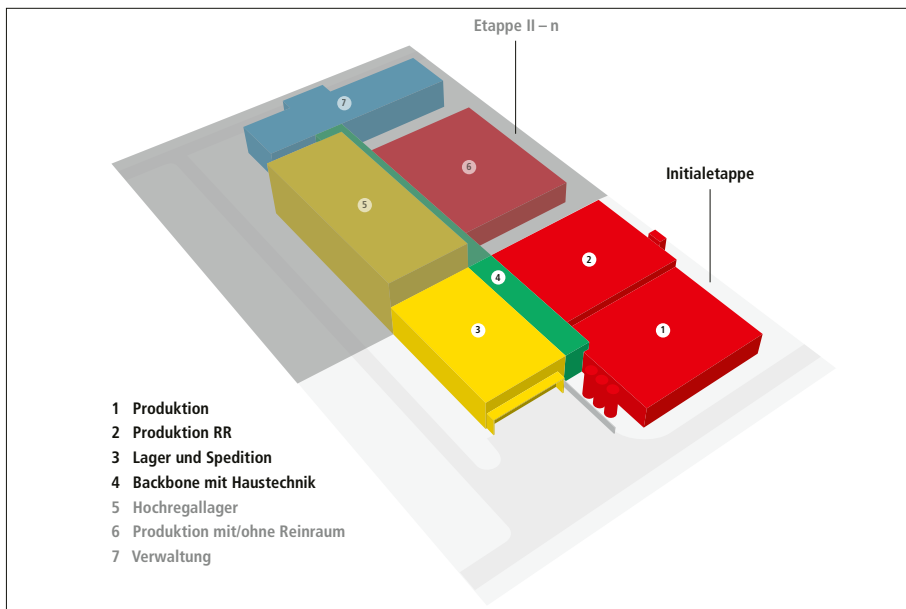 Etappe II – n
Initialetappe
7
6
5
2
4
3
1
1 Produktion
2 Produktion RR
3 Lager und Spedition
4 Backbone mit Haustechnik
5 Hochregallager
6 Produktion mit/ohne Reinraum
7 Verwaltung